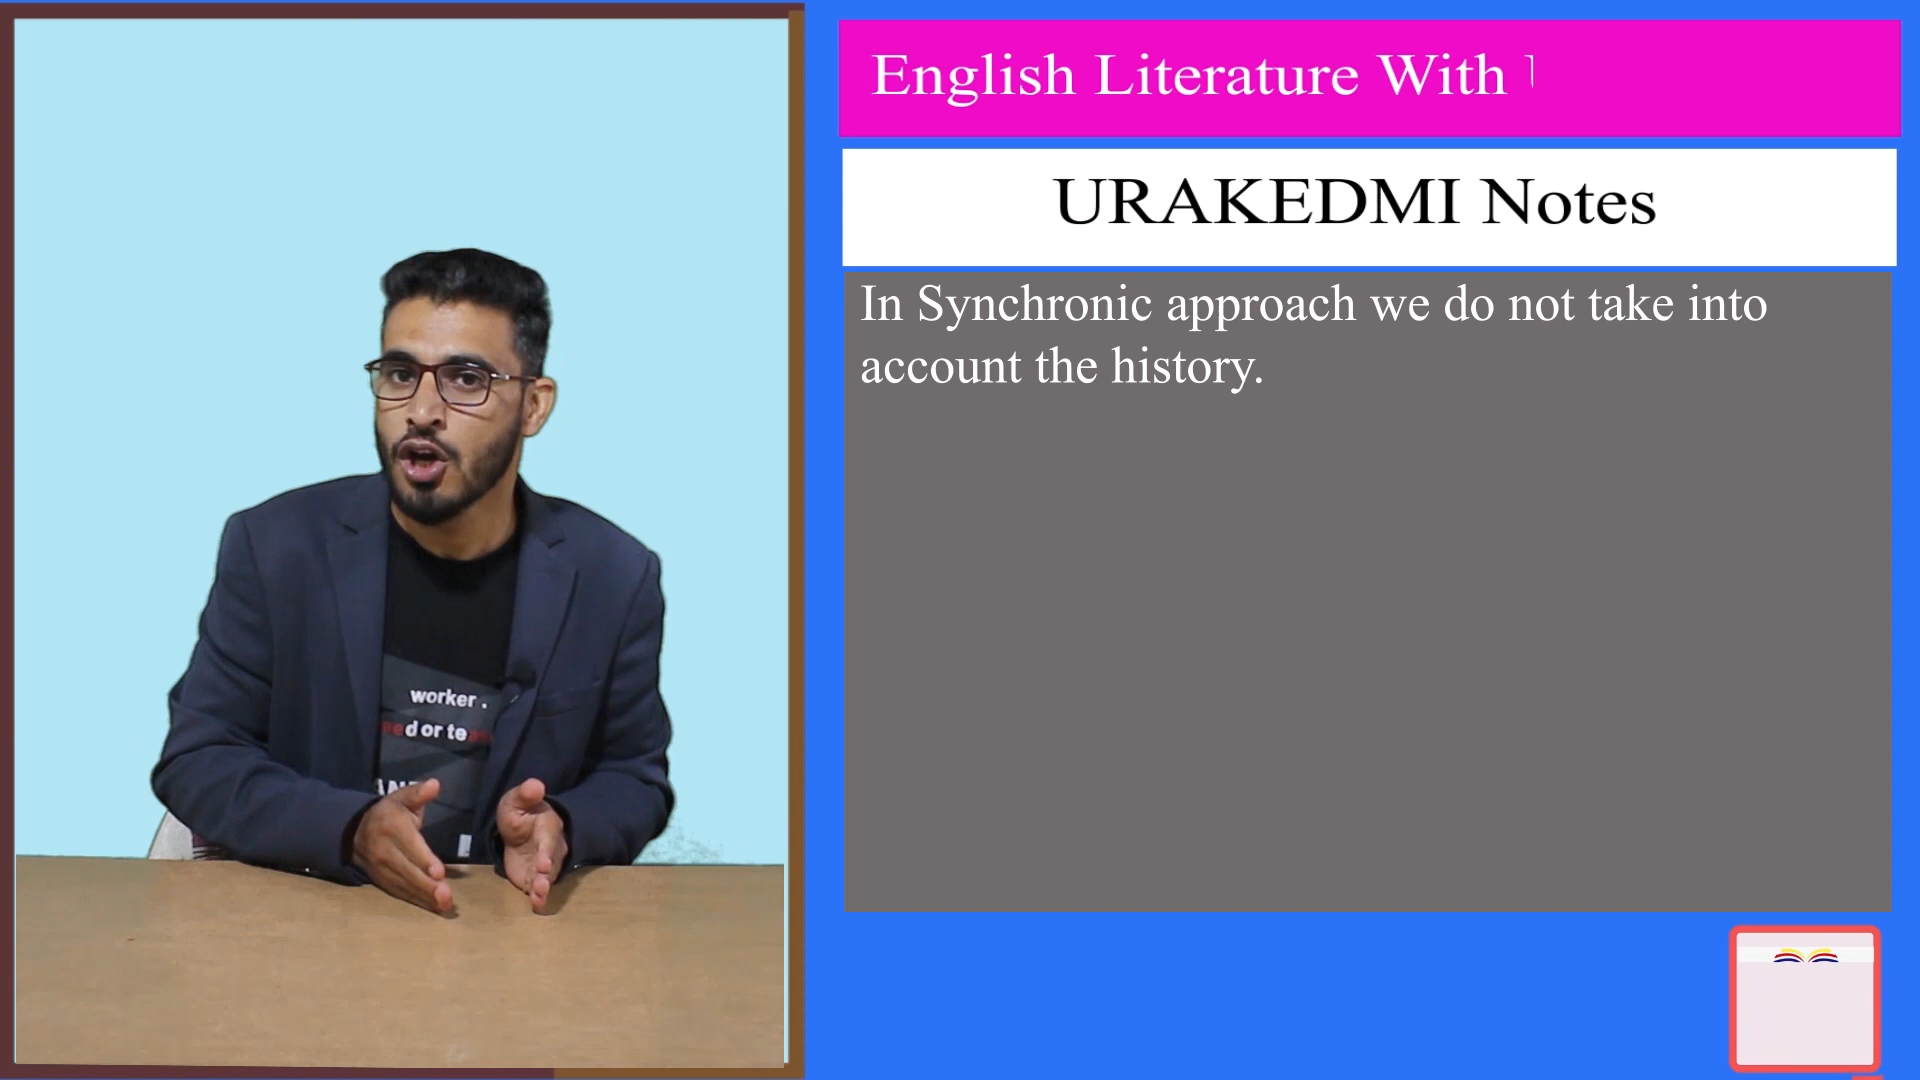 English Literature With
URAKEDMI Notes
In Synchronic approach we do not take into
account the history.
worker .
d or te